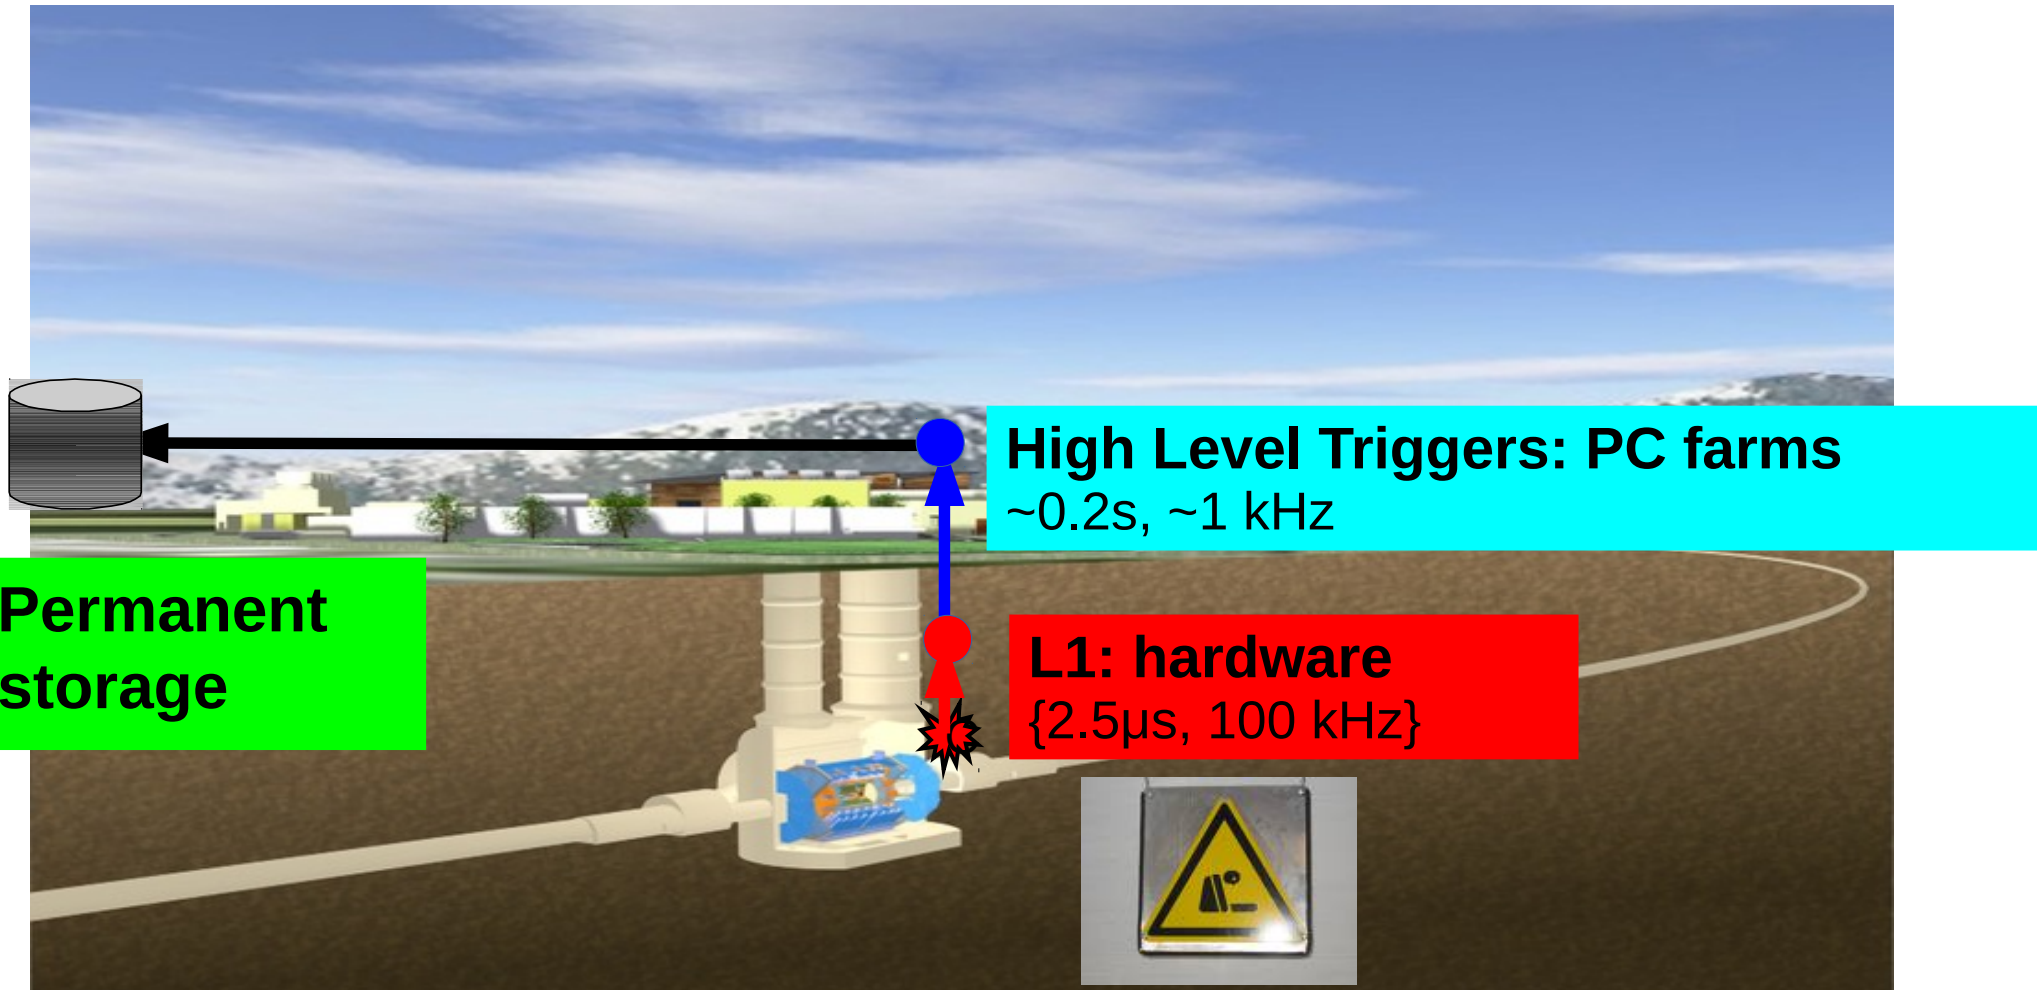 High Level Triggers: PC farms
~0.2s, ~1 kHz
Permanent
storage
L1: hardware
{2.5µs, 100 kHz}